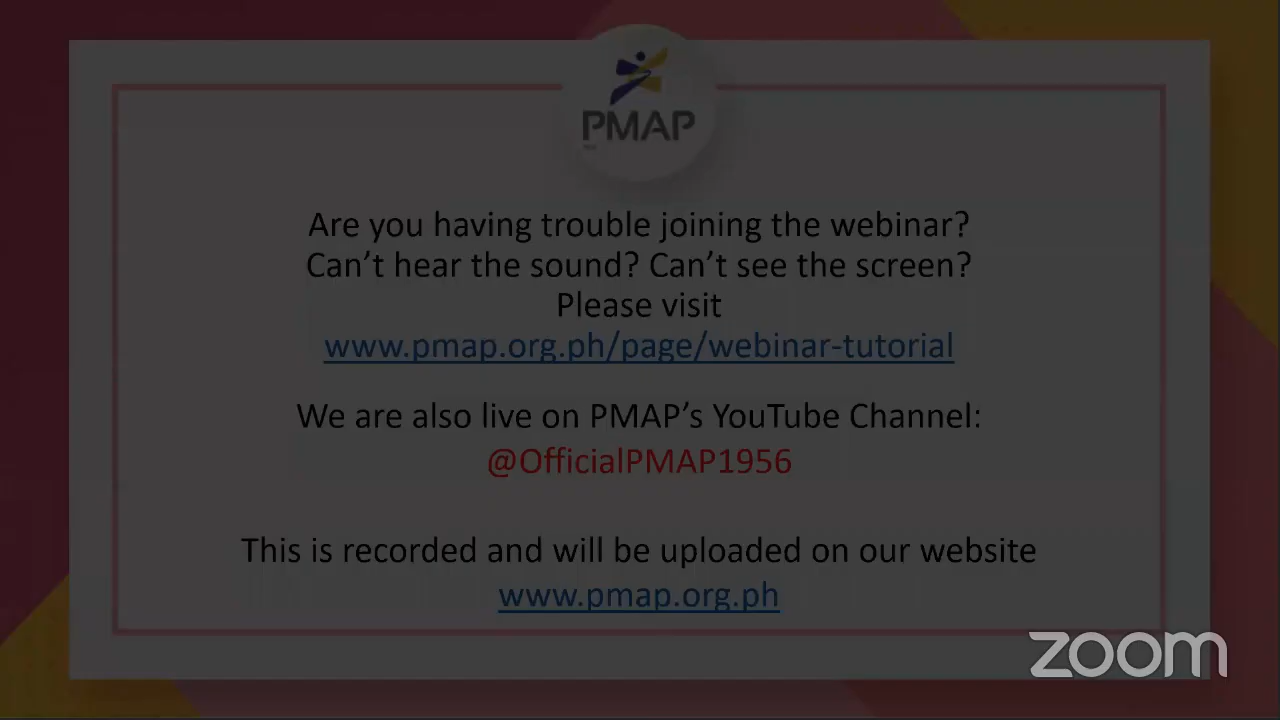 PMAP
Are you having trouble joining the webinar?
Can’t hear the sound? Can’t see the screen?
Please visit
www.pmap.org.ph/page/webinar-tutorial
We are also live on PMAP’s YouTube Channel:
@OfficialPMAP1956
This is recorded and will be uploaded on our website
www.pmap.org.ph
zoom